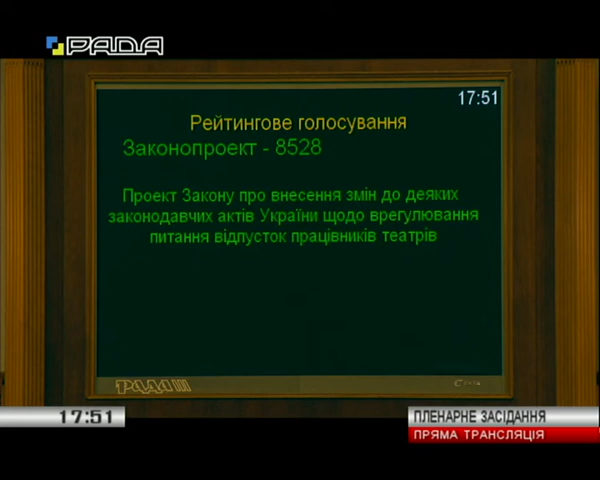 РАДА
17:51
Рейтингове голосування
Законопроект - 8528
Проект Закону про внесення змін до деяких
законодавчих актів України щодо врегулювання
питання відпусток працівників театрів
РАДА III
17:51
ПЛЕНАРНЕ ЗАСІДАННЯ
ПРЯМА ТРАНСЛЯЦІЯ